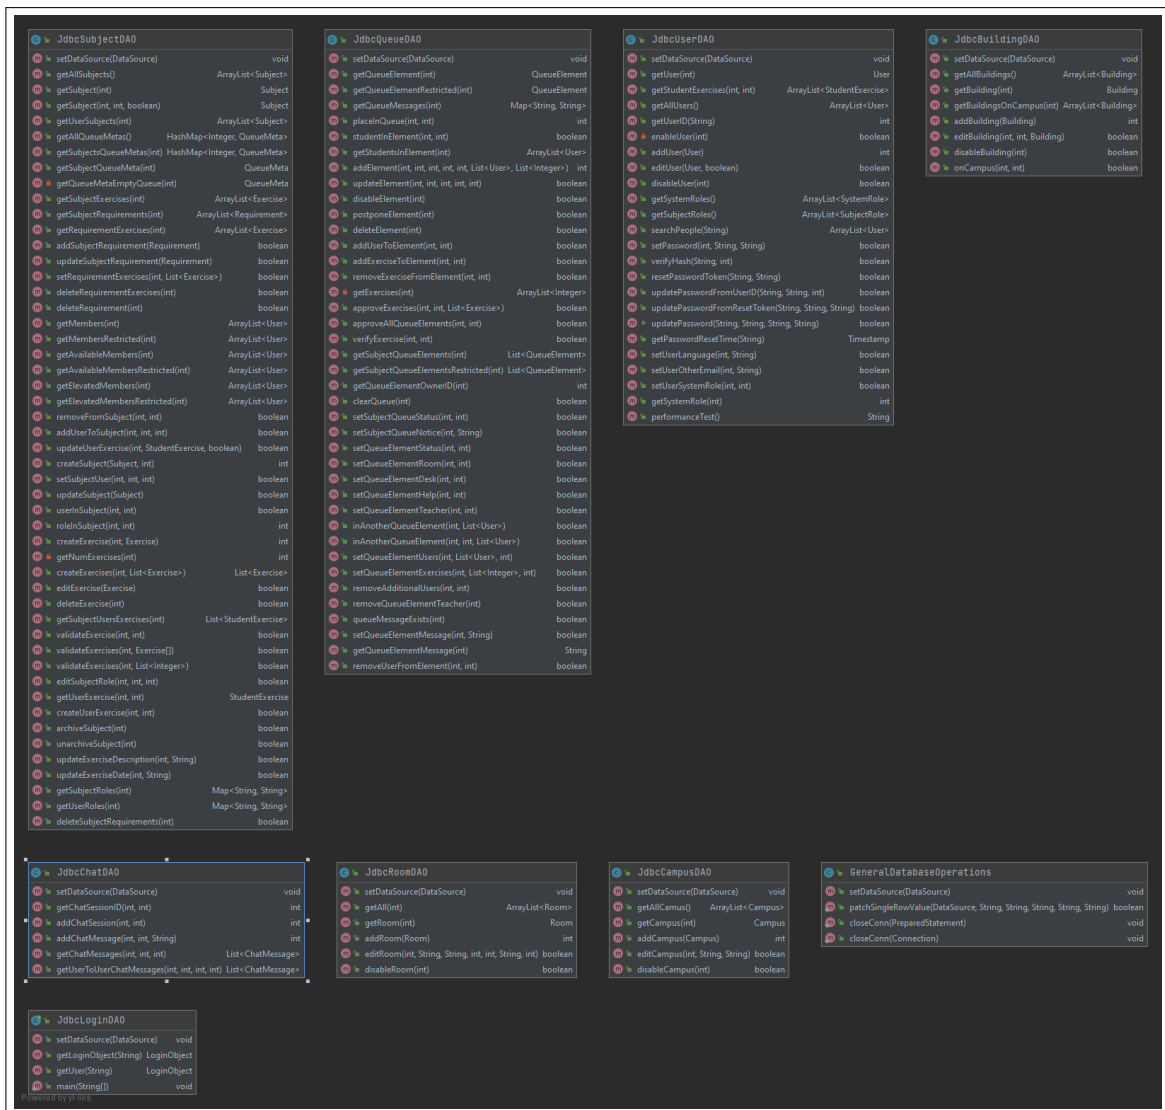 JdbcSubjectDAO
setDataSource(DataSource) void
getAllSubjects() ArrayList<Subject>
getSubject(int) Subject
getSubject(int, int, boolean) Subject
getUserSubjects(int) ArrayList<Subject>
getAllQueueMetas() HashMap<Integer, QueueMeta>
getSubjectsQueueMetas(int) HashMap<Integer, QueueMeta>
getSubjectQueueMeta(int) QueueMeta
getQueueMetaEmptyQueue(int) QueueMeta
getSubjectExercises(int) ArrayList<Exercise>
getSubjectRequirements(int) ArrayList<Requirement>
getRequirementExercises(int) ArrayList<Exercise>
addSubjectRequirement(Requirement) boolean
updateSubjectRequirement(Requirement) boolean
setRequirementExercises(int, List<Exercise>) boolean
deleteRequirementExercises(int) boolean
deleteRequirement(int) boolean
getMembers(int) ArrayList<User>
getMembersRestricted(int) ArrayList<User>
getAvailableMembers(int) ArrayList<User>
getAvailableMembersRestricted(int) ArrayList<User>
getElevatedMembers(int) ArrayList<User>
getElevatedMembersRestricted(int) ArrayList<User>
removeFromSubject(int, int) boolean
addUserToSubject(int, int, int) boolean
updateUserExercise(int, StudentExercise, boolean) boolean
createSubject(Subject, int) int
setSubjectUser(int, int, int) boolean
updateSubject(Subject) boolean
userInSubject(int, int) boolean
roleInSubject(int, int) int
createExercise(int, Exercise) int
getNumExercises(int) int
createExercises(int, List<Exercise>) List<Exercise>
editExercise(Exercise) boolean
deleteExercise(int) boolean
getSubjectUsersExercises(int) List<StudentExercise>
validateExercise(int, int) boolean
validateExercises(int, Exercise[]) boolean
validateExercises(int, List<Integer>) boolean
editSubjectRole(int, int, int) boolean
getUserExercise(int, int) StudentExercise
createUserExercise(int, int) boolean
archiveSubject(int) boolean
unarchiveSubject(int) boolean
updateExerciseDescription(int, String) boolean
updateExerciseDate(int, String) boolean
getSubjectRoles(int) Map<String, String>
getUserRoles(int) Map<String, String>
deleteSubjectRequirements(int) boolean
JdbcQueueDAO
setDataSource(DataSource) void
getQueueElement(int) QueueElement
getQueueElementRestricted(int) QueueElement
getQueueMessages(int) Map<String, String>
placeInQueue(int, int) int
studentInElement(int, int) boolean
getStudentsInElement(int) ArrayList<User>
addElement(int, int, int, int, int, List<User>, List<Integer>) int
updateElement(int, int, int, int, int) boolean
disableElement(int) boolean
postponeElement(int) boolean
deleteElement(int) boolean
addUserToElement(int, int) boolean
addExerciseToElement(int, int) boolean
removeExerciseFromElement(int, int) boolean
getExercises(int) ArrayList<Integer>
approveExercises(int, int, List<Exercise>) boolean
approveAllQueueElements(int, int) boolean
verifyExercise(int, int) boolean
getSubjectQueueElements(int) List<QueueElement>
getSubjectQueueElementsRestricted(int) List<QueueElement>
getQueueElementOwnerID(int) int
clearQueue(int) boolean
setSubjectQueueStatus(int, int) boolean
setSubjectQueueNotice(int, String) boolean
setQueueElementStatus(int, int) boolean
setQueueElementRoom(int, int) boolean
setQueueElementDesk(int, int) boolean
setQueueElementHelp(int, int) boolean
setQueueElementTeacher(int, int) boolean
inAnotherQueueElement(int, List<User>) boolean
inAnotherQueueElement(int, int, List<User>) boolean
setQueueElementUsers(int, List<User>, int) boolean
setQueueElementExercises(int, List<Integer>, int) boolean
removeAdditionalUsers(int, int) boolean
removeQueueElementTeacher(int) boolean
queueMessageExists(int) boolean
setQueueElementMessage(int, String) boolean
getQueueElementMessage(int) String
removeUserFromElement(int, int) boolean
JdbcUserDAO
setDataSource(DataSource) void
getUser(int) User
getStudentExercises(int, int) ArrayList<StudentExercise>
getAllUsers() ArrayList<User>
getUserID(String) int
enableUser(int) boolean
addUser(User) int
editUser(User, boolean) boolean
disableUser(int) boolean
getSystemRoles() ArrayList<SystemRole>
getSubjectRoles() ArrayList<SubjectRole>
searchPeople(String) ArrayList<User>
setPassword(int, String, String) boolean
verifyHash(String, int) boolean
resetPasswordToken(String, String) boolean
updatePasswordFromUserID(String, String, int) boolean
updatePasswordFromResetToken(String, String, String) boolean
updatePassword(String, String, String, String) boolean
getPasswordResetTime(String) Timestamp
setUserLanguage(int, String) boolean
setUserOtherEmail(int, String) boolean
setUserSystemRole(int, int) boolean
getSystemRole(int) int
performanceTest() String
JdbcBuildingDAO
setDataSource(DataSource) void
getAllBuildings() ArrayList<Building>
getBuilding(int) Building
getBuildingsOnCampus(int) ArrayList<Building>
addBuilding(Building) int
editBuilding(int, int, Building) boolean
disableBuilding(int) boolean
onCampus(int, int) boolean
JdbcChatDAO
setDataSource(DataSource) void
getChatSessionID(int, int) int
addChatSession(int, int) int
addChatMessage(int, int, String) int
getChatMessages(int, int, int) List<ChatMessage>
getUserToUserChatMessages(int, int, int, int) List<ChatMessage>
JdbcRoomDAO
setDataSource(DataSource) void
getAll(int) ArrayList<Room>
getRoom(int) Room
addRoom(Room) int
editRoom(int, String, String, int, int, String, int) boolean
disableRoom(int) boolean
JdbcCampusDAO
setDataSource(DataSource) void
getAllCamus() ArrayList<Campus>
getCampus(int) Campus
addCampus(Campus) int
editCampus(int, String, String) boolean
disableCampus(int) boolean
GeneralDatabaseOperations
setDataSource(DataSource) void
patchSingleRowValue(DataSource, String, String, String, String, String) boolean
closeConn(PreparedStatement) void
closeConn(Connection) void
JdbcLoginDAO
setDataSource(DataSource) void
getLoginObject(String) LoginObject
getUser(String) LoginObject
main(String[]) void
Powered by yFiles